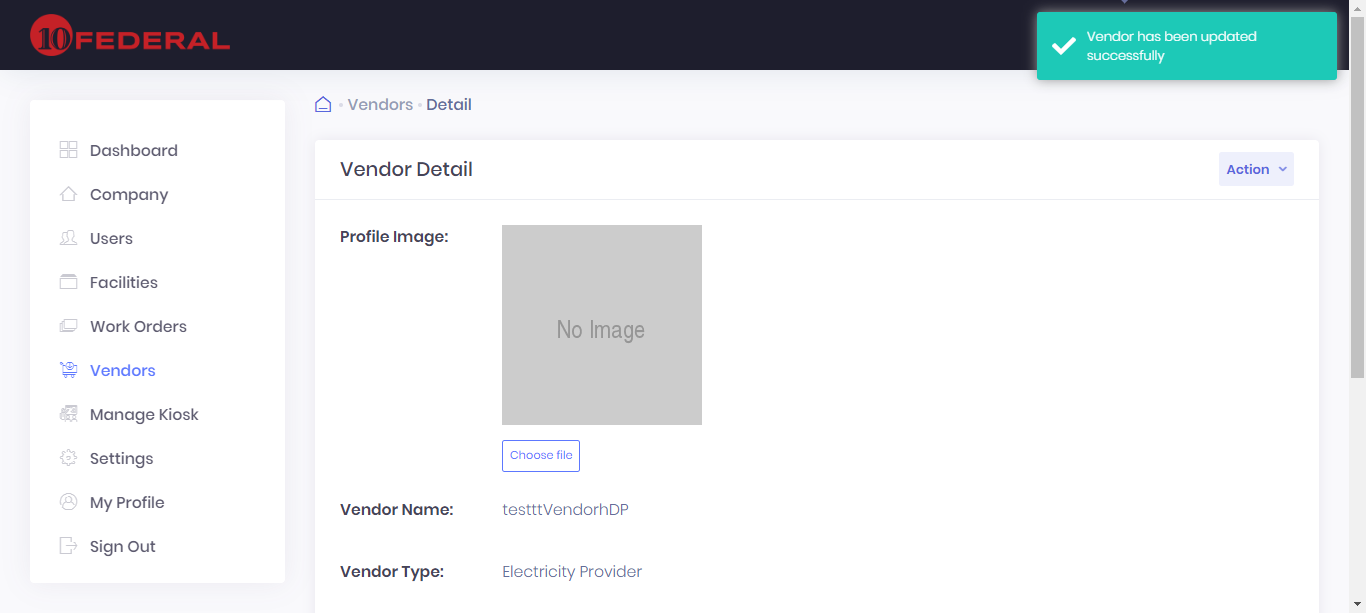 10 FEDERAL
Vendor has been updated
successfully
Vendors
Detail
Dashboard
Company
Users
Facilities
Work Orders
Vendors
Manage Kiosk
Settings
My Profile
Sign Out
Vendor Detail
Action
Profile Image:
No Image
Choose file
Vendor Name: testttVendorhDP
Vendor Type: Electricity Provider